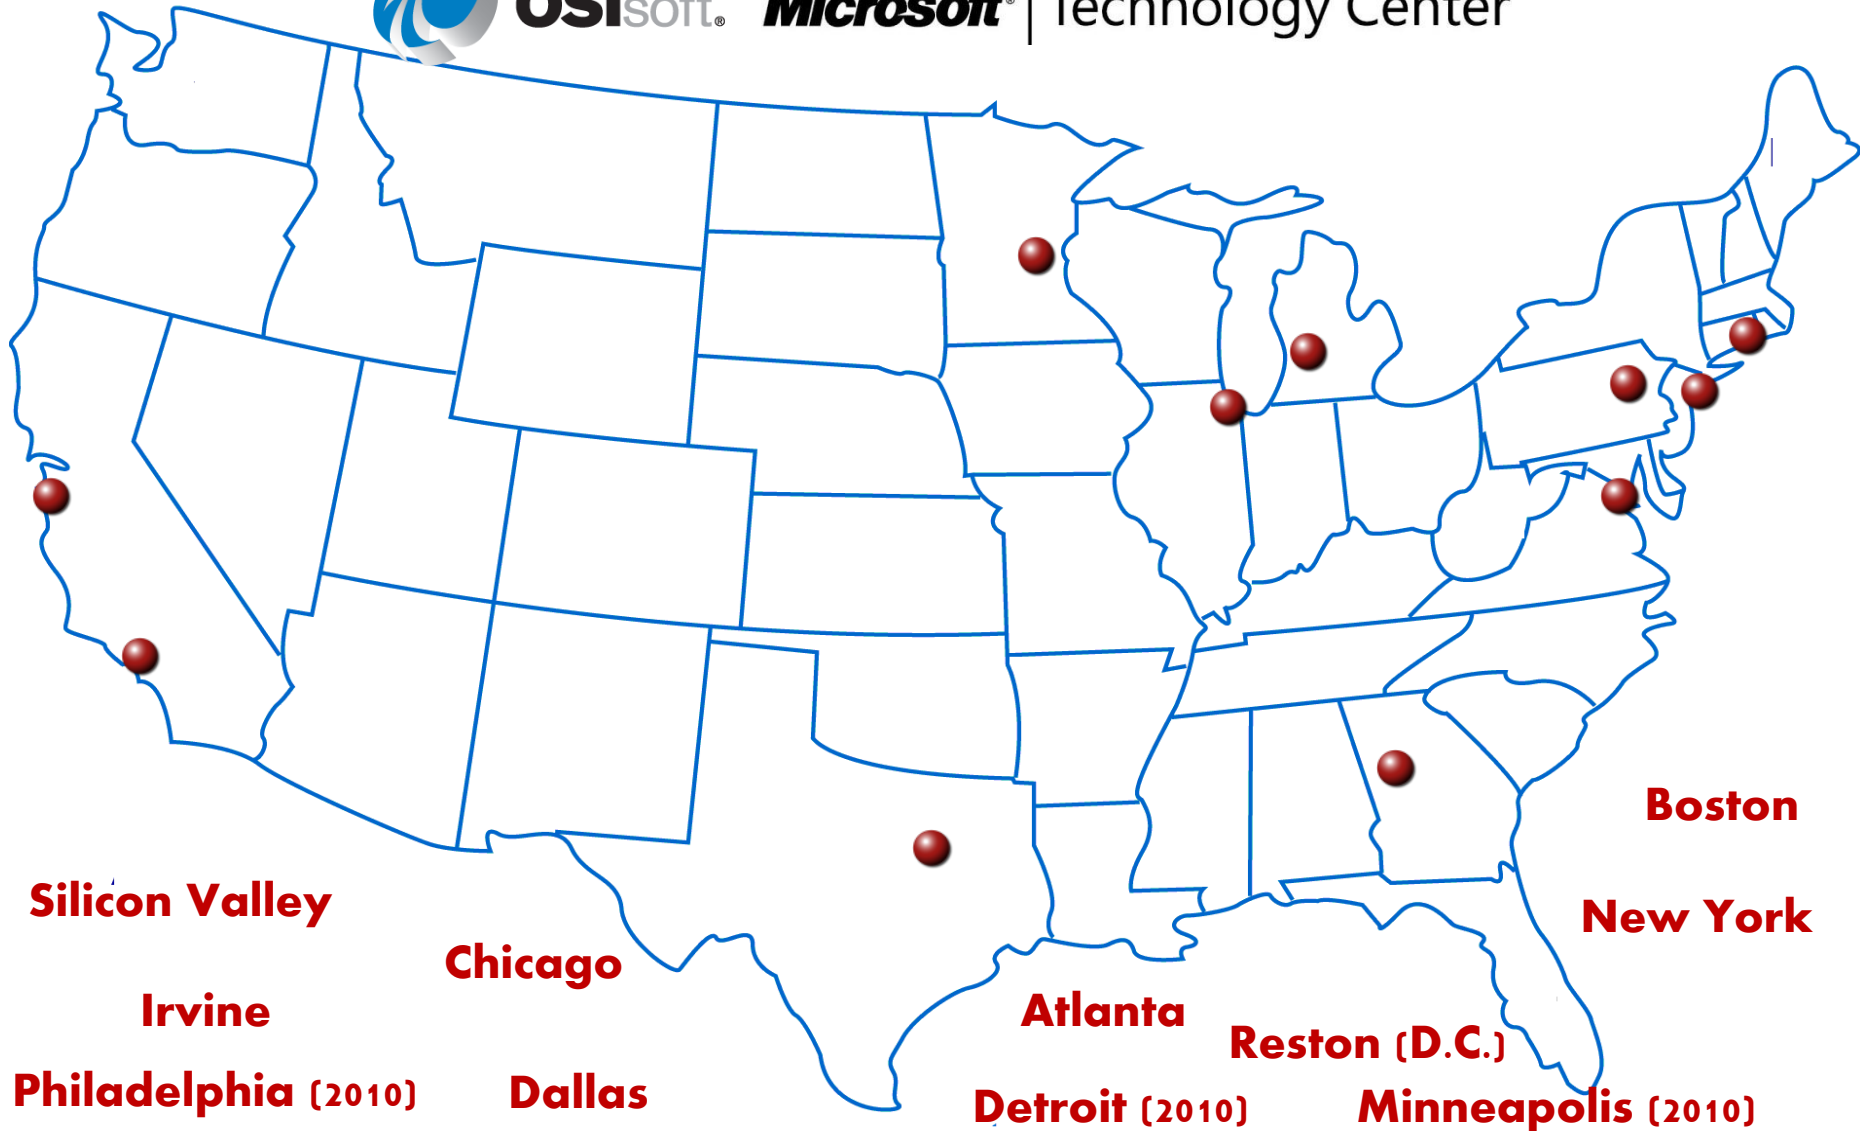 OSIsoft. Microsoft® | Technology Center
Boston
Silicon Valley
New York
Chicago
Irvine
Atlanta
Reston (D.C.)
Philadelphia (2010)
Dallas
Detroit (2010)
Minneapolis (2010)